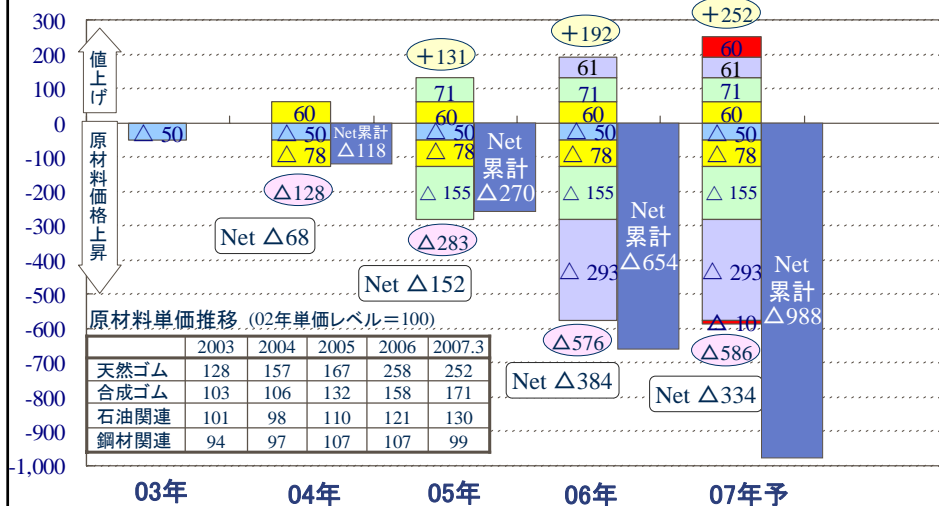 300
200
100
0
-100
-200
-300
-400
-500
-600
-700
-800
-900
-1,000
値上げ
原材料価格上昇
△ 50
60
△ 50
△ 78
△128
Net △68
Net累計
△118
+131
71
60
△ 50
△ 78
△ 155
△283
Net △152
Net
累計
△270
+192
61
71
60
△ 50
△ 78
△ 155
△ 293
△576
Net △384
Net
累計
△654
+252
60
61
71
60
△ 50
△ 78
△ 155
△ 293
△ 10
△586
Net △334
Net
累計
△988
原材料単価推移 (02年単価レベル=100)
2003 2004 2005 2006 2007.3
天然ゴム 128 157 167 258 252
合成ゴム 103 106 132 158 171
石油関連 101 98 110 121 130
鋼材関連 94 97 107 107 99
03年 04年 05年 06年 07年予